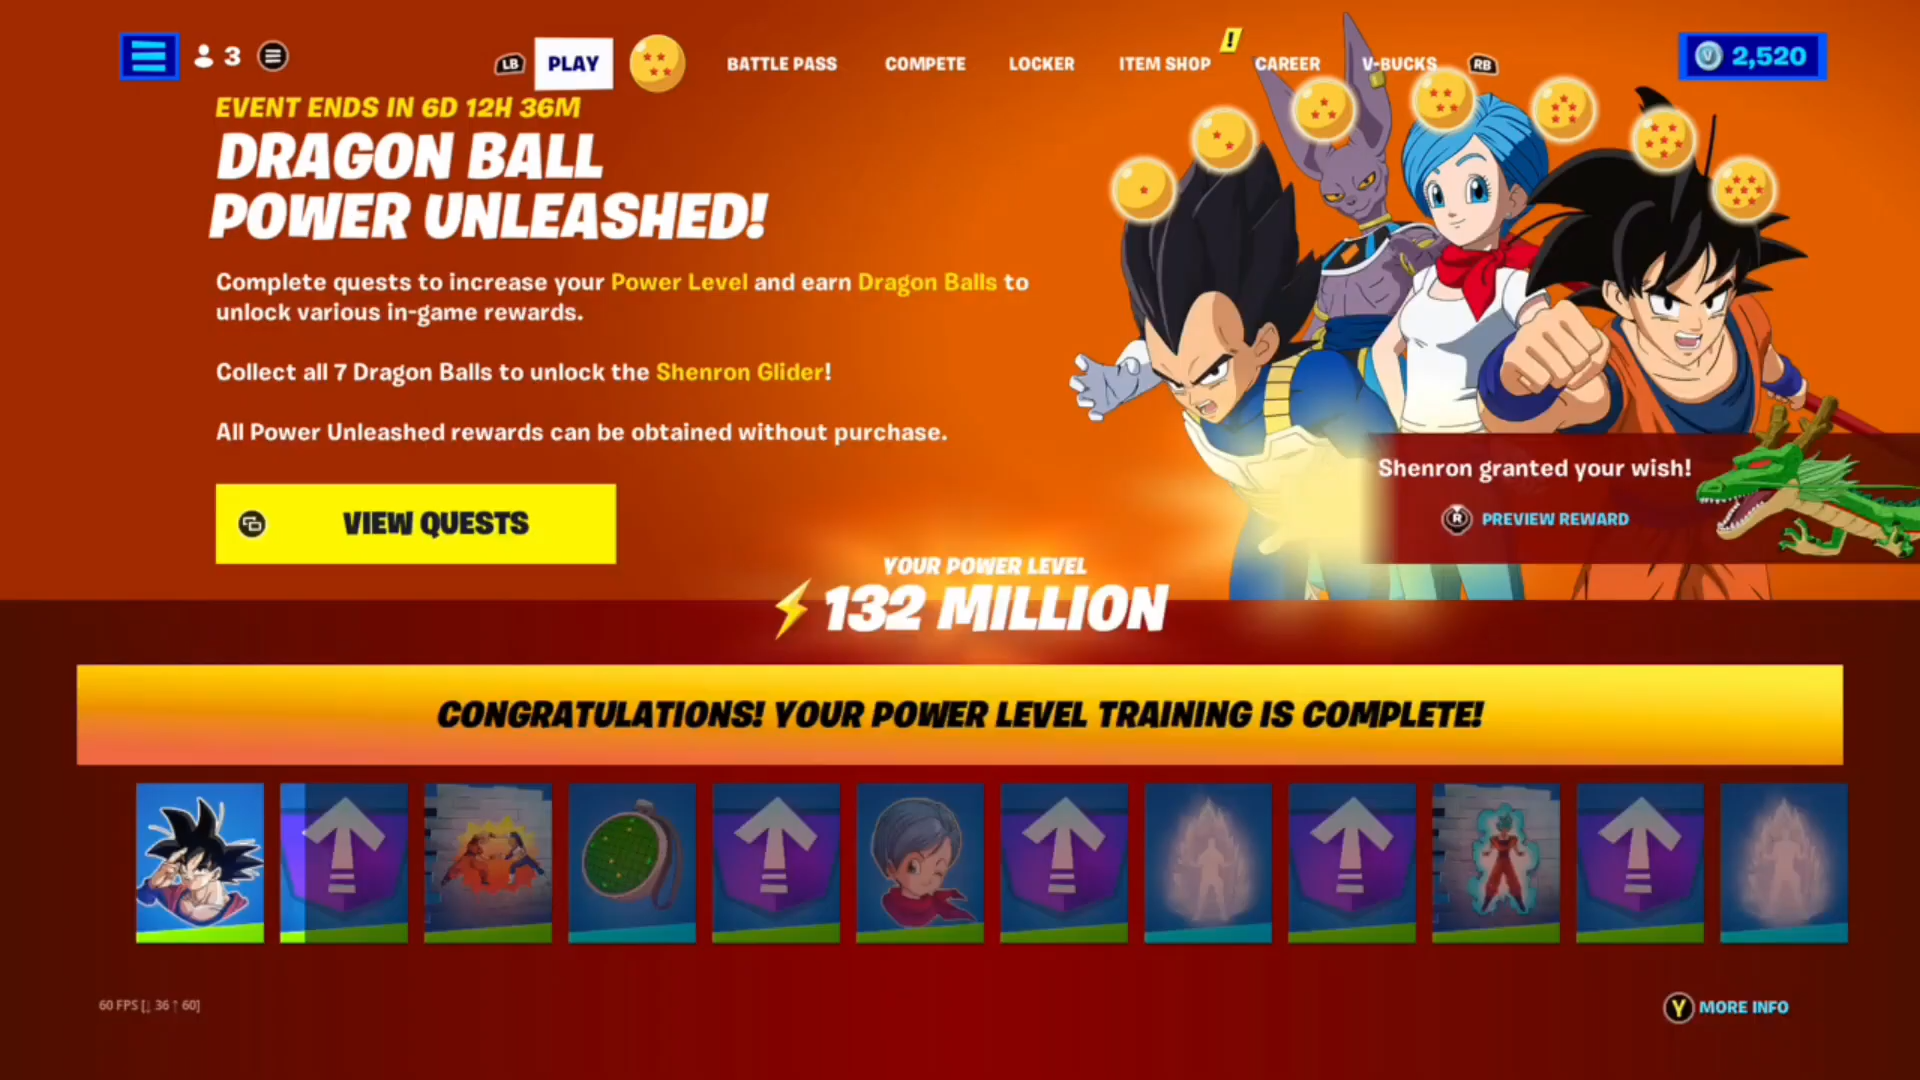 3
LB
PLAY
BATTLE PASS
COMPETE
LOCKER
ITEM SHOP
!
CAREER
V-BUCKS
RB
V
2,520
EVENT ENDS IN 6D 12H 36M
DRAGON BALL
POWER UNLEASHED!
Complete quests to increase your Power Level and earn Dragon Balls to
unlock various in-game rewards.
Collect all 7 Dragon Balls to unlock the Shenron Glider!
All Power Unleashed rewards can be obtained without purchase.
Shenron granted your wish!
R
PREVIEW REWARD
VIEW QUESTS
YOUR POWER LEVEL
132 MILLION
CONGRATULATIONS! YOUR POWER LEVEL TRAINING IS COMPLETE!
60 FPS [↓ 36 ↑ 60]
Y
MORE INFO